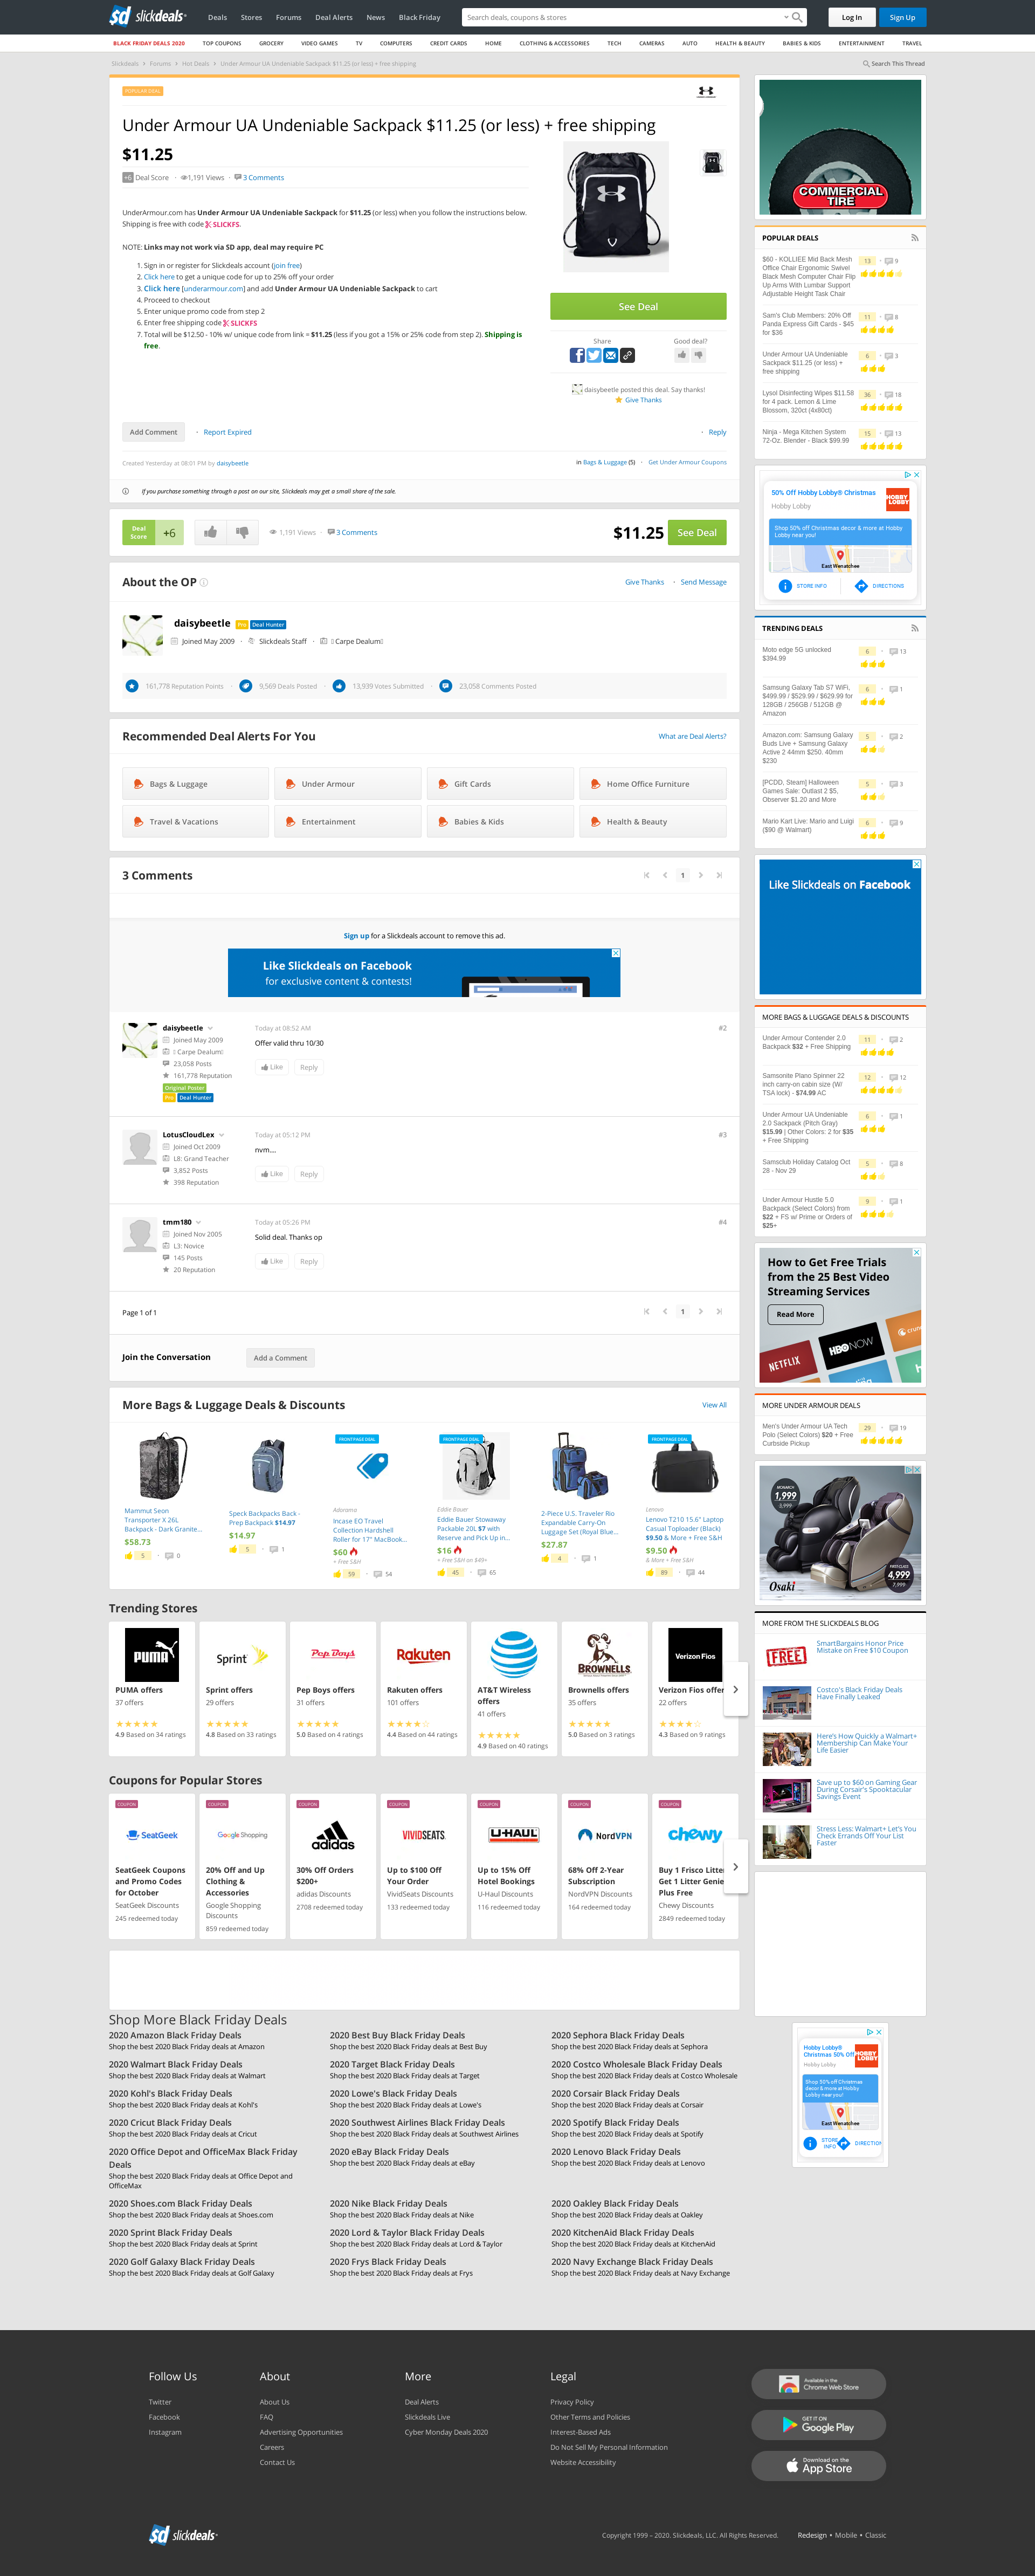 slickdeals
Deals
Stores
Forums
Deal Alerts
News
Black Friday
Search deals, coupons & stores
Log In
Sign Up
BLACK FRIDAY DEALS 2020
TOP COUPONS
GROCERY
VIDEO GAMES
TV
COMPUTERS
CREDIT CARDS
HOME
CLOTHING & ACCESSORIES
TECH
CAMERAS
AUTO
HEALTH & BEAUTY
BABIES & KIDS
ENTERTAINMENT
TRAVEL
Slickdeals › Forums › Hot Deals › Under Armour UA Undeniable Sackpack $11.25 (or less) + free shipping
Search This Thread
POPULAR DEAL
Under Armour UA Undeniable Sackpack $11.25 (or less) + free shipping
$11.25
+6 Deal Score • 1,191 Views • 3 Comments
UnderArmour.com has Under Armour UA Undeniable Sackpack for $11.25 (or less) when you follow the instructions below.
Shipping is free with code SLICKFS.
NOTE: Links may not work via SD app, deal may require PC
1. Sign in or register for Slickdeals account (join free)
2. Click here to get a unique code for up to 25% off your order
3. Click here [underarmour.com] and add Under Armour UA Undeniable Sackpack to cart
4. Proceed to checkout
5. Enter unique promo code from step 2
6. Enter free shipping code SLICKFS
7. Total will be $12.50 - 10% w/ unique code from link = $11.25 (less if you got a 15% or 25% code from step 2). Shipping is
free.
See Deal
Share
Good deal?
daisybeetle posted this deal. Say thanks!
Give Thanks
Add Comment • Report Expired
• Reply
Created Yesterday at 08:01 PM by daisybeetle
in Bags & Luggage (5) • Get Under Armour Coupons
If you purchase something through a post on our site, Slickdeals may get a small share of the sale.
Deal
Score
+6
1,191 Views • 3 Comments
$11.25
See Deal
About the OP
Give Thanks • Send Message
daisybeetle Pro Deal Hunter
Joined May 2009 • Slickdeals Staff • Carpe Dealum
161,778 Reputation Points • 9,569 Deals Posted • 13,939 Votes Submitted • 23,058 Comments Posted
Recommended Deal Alerts For You
What are Deal Alerts?
Bags & Luggage
Under Armour
Gift Cards
Home Office Furniture
Travel & Vacations
Entertainment
Babies & Kids
Health & Beauty
3 Comments
1
Sign up for a Slickdeals account to remove this ad.
Like Slickdeals on Facebook
for exclusive content & contests!
daisybeetle
Joined May 2009
Carpe Dealum
23,058 Posts
161,778 Reputation
Original Poster
Pro Deal Hunter
Today at 08:52 AM
#2
Offer valid thru 10/30
Like
Reply
LotusCloudLex
Joined Oct 2009
L8: Grand Teacher
3,852 Posts
398 Reputation
Today at 05:12 PM
#3
nvm....
Like
Reply
tmm180
Joined Nov 2005
L3: Novice
145 Posts
20 Reputation
Today at 05:26 PM
#4
Solid deal. Thanks op
Like
Reply
Page 1 of 1
1
Join the Conversation
Add a Comment
More Bags & Luggage Deals & Discounts
View All
Mammut Seon
Transporter X 26L
Backpack - Dark Granite...
$58.73
5 • 0
Speck Backpacks Back -
Prep Backpack $14.97
$14.97
5 • 1
FRONTPAGE DEAL
Adorama
Incase EO Travel
Collection Hardshell
Roller for 17" MacBook...
$60
+ Free S&H
59 • 54
FRONTPAGE DEAL
Eddie Bauer
Eddie Bauer Stowaway
Packable 20L $7 with
Reserve and Pick Up in...
$16
+ Free S&H on $49+
45 • 65
2-Piece U.S. Traveler Rio
Expandable Carry-On
Luggage Set (Royal Blue...
$27.87
4 • 1
FRONTPAGE DEAL
Lenovo
Lenovo T210 15.6" Laptop
Casual Toploader (Black)
$9.50 & More + Free S&H
$9.50
& More + Free S&H
89 • 44
Trending Stores
PUMA
PUMA offers
37 offers
4.9 Based on 34 ratings
Sprint
Sprint offers
29 offers
4.8 Based on 33 ratings
Pep Boys
Pep Boys offers
31 offers
5.0 Based on 4 ratings
Rakuten
Rakuten offers
101 offers
4.4 Based on 44 ratings
AT&T Wireless
offers
41 offers
4.9 Based on 40 ratings
BROWNELLS
Brownells offers
35 offers
5.0 Based on 3 ratings
Verizon Fios
Verizon Fios offer
22 offers
4.3 Based on 9 ratings
Coupons for Popular Stores
COUPON
SeatGeek
SeatGeek Coupons
and Promo Codes
for October
SeatGeek Discounts
245 redeemed today
COUPON
Google Shopping
20% Off and Up
Clothing &
Accessories
Google Shopping
Discounts
859 redeemed today
COUPON
adidas
30% Off Orders
$200+
adidas Discounts
2708 redeemed today
COUPON
VIVIDSEATS
Up to $100 Off
Your Order
VividSeats Discounts
133 redeemed today
COUPON
U-HAUL
Up to 15% Off
Hotel Bookings
U-Haul Discounts
116 redeemed today
COUPON
NordVPN
68% Off 2-Year
Subscription
NordVPN Discounts
164 redeemed today
COUPON
chewy
Buy 1 Frisco Litter
Get 1 Litter Genie
Plus Free
Chewy Discounts
2849 redeemed today
Shop More Black Friday Deals
2020 Amazon Black Friday Deals
Shop the best 2020 Black Friday deals at Amazon
2020 Best Buy Black Friday Deals
Shop the best 2020 Black Friday deals at Best Buy
2020 Sephora Black Friday Deals
Shop the best 2020 Black Friday deals at Sephora
2020 Walmart Black Friday Deals
Shop the best 2020 Black Friday deals at Walmart
2020 Target Black Friday Deals
Shop the best 2020 Black Friday deals at Target
2020 Costco Wholesale Black Friday Deals
Shop the best 2020 Black Friday deals at Costco Wholesale
2020 Kohl's Black Friday Deals
Shop the best 2020 Black Friday deals at Kohl's
2020 Lowe's Black Friday Deals
Shop the best 2020 Black Friday deals at Lowe's
2020 Corsair Black Friday Deals
Shop the best 2020 Black Friday deals at Corsair
2020 Cricut Black Friday Deals
Shop the best 2020 Black Friday deals at Cricut
2020 Southwest Airlines Black Friday Deals
Shop the best 2020 Black Friday deals at Southwest Airlines
2020 Spotify Black Friday Deals
Shop the best 2020 Black Friday deals at Spotify
2020 Office Depot and OfficeMax Black Friday
Deals
Shop the best 2020 Black Friday deals at Office Depot and
OfficeMax
2020 eBay Black Friday Deals
Shop the best 2020 Black Friday deals at eBay
2020 Lenovo Black Friday Deals
Shop the best 2020 Black Friday deals at Lenovo
2020 Shoes.com Black Friday Deals
Shop the best 2020 Black Friday deals at Shoes.com
2020 Nike Black Friday Deals
Shop the best 2020 Black Friday deals at Nike
2020 Oakley Black Friday Deals
Shop the best 2020 Black Friday deals at Oakley
2020 Sprint Black Friday Deals
Shop the best 2020 Black Friday deals at Sprint
2020 Lord & Taylor Black Friday Deals
Shop the best 2020 Black Friday deals at Lord & Taylor
2020 KitchenAid Black Friday Deals
Shop the best 2020 Black Friday deals at KitchenAid
2020 Golf Galaxy Black Friday Deals
Shop the best 2020 Black Friday deals at Golf Galaxy
2020 Frys Black Friday Deals
Shop the best 2020 Black Friday deals at Frys
2020 Navy Exchange Black Friday Deals
Shop the best 2020 Black Friday deals at Navy Exchange
COMMERCIAL
TIRE
POPULAR DEALS
$60 - KOLLIEE Mid Back Mesh
Office Chair Ergonomic Swivel
Black Mesh Computer Chair Flip
Up Arms With Lumbar Support
Adjustable Height Task Chair
13 • 9
Sam's Club Members: 20% Off
Panda Express Gift Cards - $45
for $36
11 • 8
Under Armour UA Undeniable
Sackpack $11.25 (or less) +
free shipping
6 • 3
Lysol Disinfecting Wipes $11.58
for 4 pack. Lemon & Lime
Blossom, 320ct (4x80ct)
36 • 18
Ninja - Mega Kitchen System
72-Oz. Blender - Black $99.99
15 • 13
50% Off Hobby Lobby® Christmas
Hobby Lobby
HOBBY
LOBBY
Shop 50% off Christmas decor & more at Hobby
Lobby near you!
East Wenatchee
STORE INFO
DIRECTIONS
TRENDING DEALS
Moto edge 5G unlocked
$394.99
6 • 13
Samsung Galaxy Tab S7 WiFi,
$499.99 / $529.99 / $629.99 for
128GB / 256GB / 512GB @
Amazon
6 • 1
Amazon.com: Samsung Galaxy
Buds Live + Samsung Galaxy
Active 2 44mm $250. 40mm
$230
5 • 2
[PCDD, Steam] Halloween
Games Sale: Outlast 2 $5,
Observer $1.20 and More
5 • 3
Mario Kart Live: Mario and Luigi
($90 @ Walmart)
6 • 9
Like Slickdeals on Facebook
MORE BAGS & LUGGAGE DEALS & DISCOUNTS
Under Armour Contender 2.0
Backpack $32 + Free Shipping
11 • 2
Samsonite Piano Spinner 22
inch carry-on cabin size (W/
TSA lock) - $74.99 AC
12 • 12
Under Armour UA Undeniable
2.0 Sackpack (Pitch Gray)
$15.99 | Other Colors: 2 for $35
+ Free Shipping
6 • 1
Samsclub Holiday Catalog Oct
28 - Nov 29
5 • 8
Under Armour Hustle 5.0
Backpack (Select Colors) from
$22 + FS w/ Prime or Orders of
$25+
9 • 1
How to Get Free Trials
from the 25 Best Video
Streaming Services
Read More
NETFLIX
HBO NOW
crunc
MORE UNDER ARMOUR DEALS
Men's Under Armour UA Tech
Polo (Select Colors) $20 + Free
Curbside Pickup
29 • 19
MONARCH
1,999
3,999
FIRST CLASS
4,999
7,999
Osaki
MORE FROM THE SLICKDEALS BLOG
FREE
SmartBargains Honor Price
Mistake on Free $10 Coupon
Costco's Black Friday Deals
Have Finally Leaked
Here's How Quickly a Walmart+
Membership Can Make Your
Life Easier
Save up to $60 on Gaming Gear
During Corsair's Spooktacular
Savings Event
Stress Less: Walmart+ Let's You
Check Errands Off Your List
Faster
Hobby Lobby®
Christmas 50% Off
Hobby Lobby
HOBBY
LOBBY
Shop 50% off Christmas
decor & more at Hobby
Lobby near you!
East Wenatchee
STORE
INFO
DIRECTION
Follow Us
Twitter
Facebook
Instagram
About
About Us
FAQ
Advertising Opportunities
Careers
Contact Us
More
Deal Alerts
Slickdeals Live
Cyber Monday Deals 2020
Legal
Privacy Policy
Other Terms and Policies
Interest-Based Ads
Do Not Sell My Personal Information
Website Accessibility
Available in the
Chrome Web Store
GET IT ON
Google Play
Download on the
App Store
slickdeals
Copyright 1999 – 2020. Slickdeals, LLC. All Rights Reserved.
Redesign • Mobile • Classic